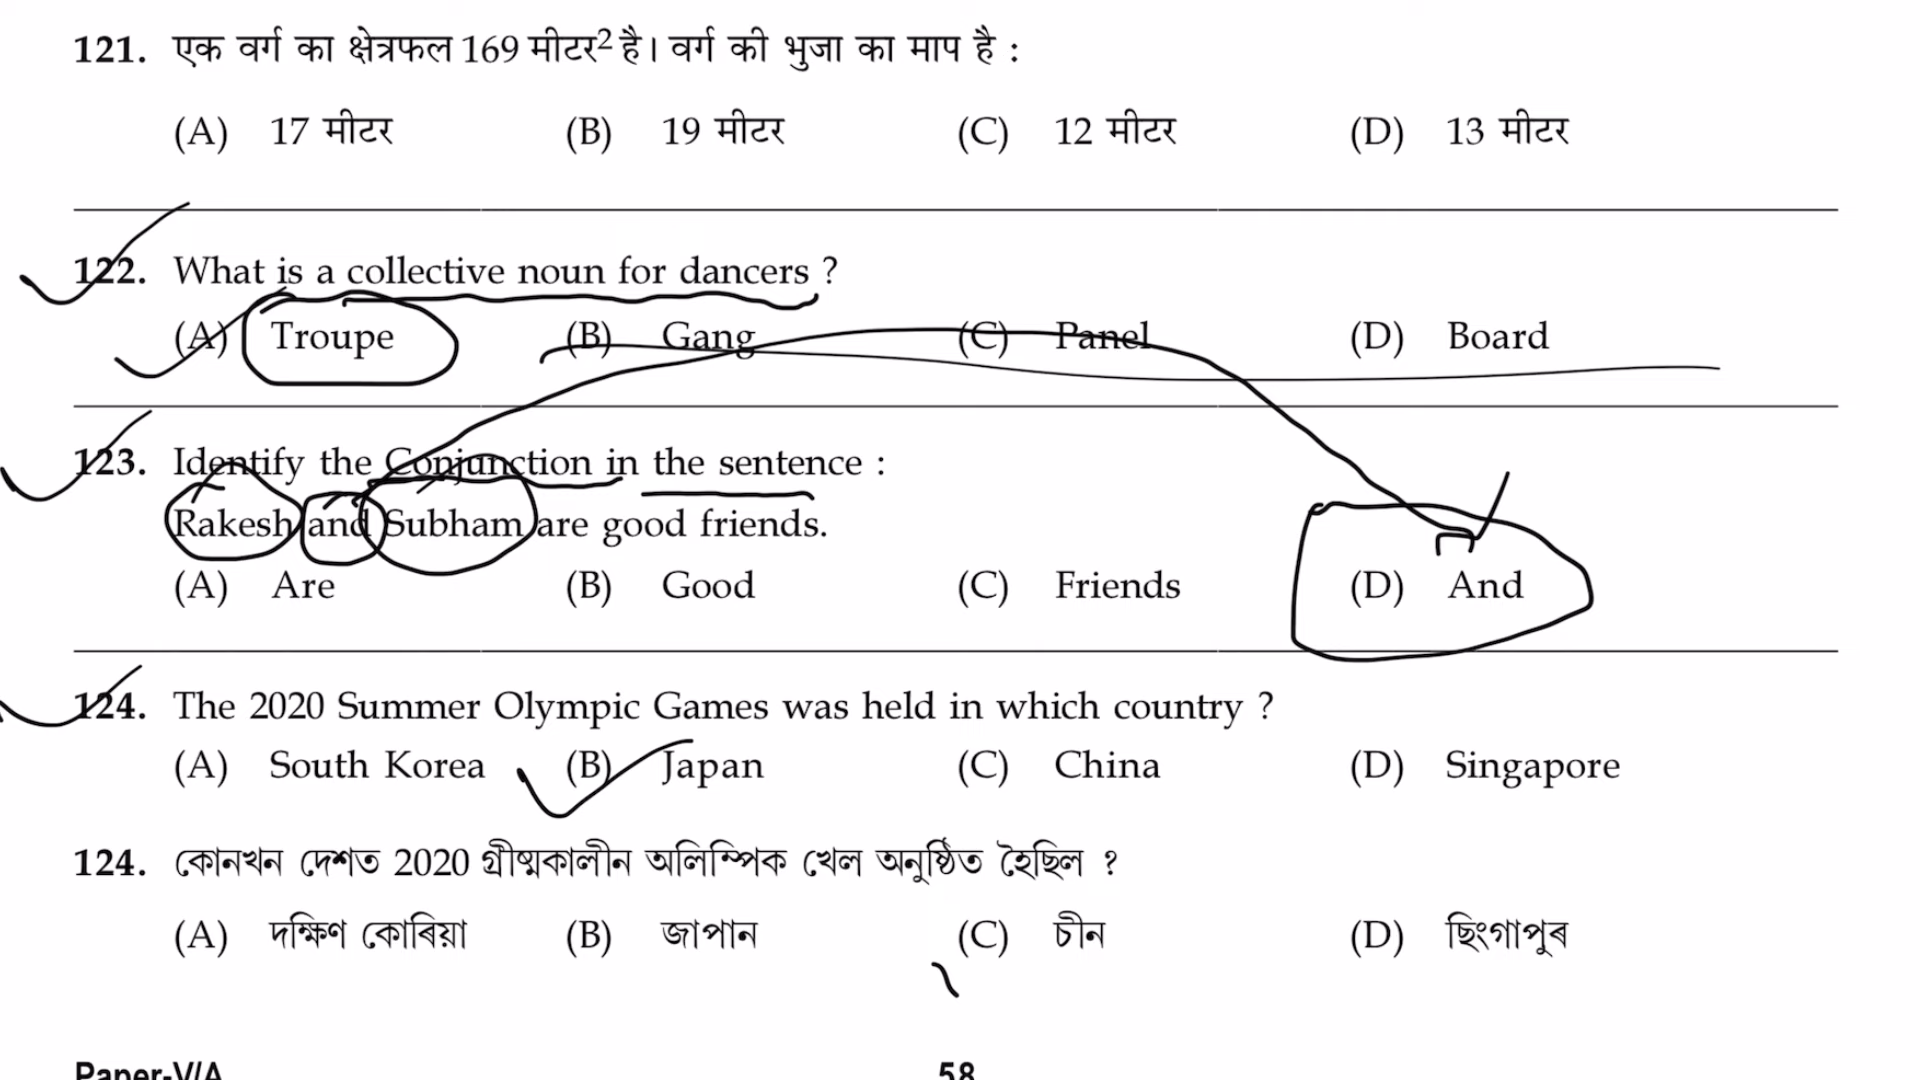 121. एक वर्ग का क्षेत्रफल 169 मीटर² है। वर्ग की भुजा का माप है :
(A) 17 मीटर (B) 19 मीटर (C) 12 मीटर (D) 13 मीटर
122. What is a collective noun for dancers ?
(A) Troupe (B) Gang (C) Panel (D) Board
123. Identify the Conjunction in the sentence :
Rakesh and Subham are good friends.
(A) Are (B) Good (C) Friends (D) And
124. The 2020 Summer Olympic Games was held in which country ?
(A) South Korea (B) Japan (C) China (D) Singapore
124. কোনখন দেশত 2020 গ্ৰীষ্মকালীন অলিম্পিক খেল অনুষ্ঠিত হৈছিল ?
(A) দক্ষিণ কোৰিয়া (B) জাপান (C) চীন (D) ছিংগাপুৰ
Paper-V/A 58